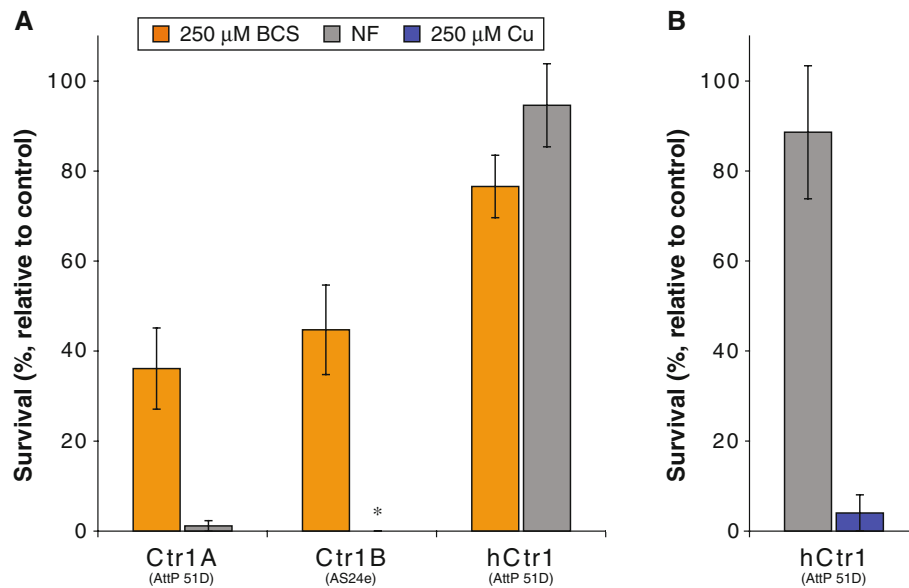 A
250 µM BCS NF 250 µM Cu
Survival (%, relative to control)
100
80
60
40
20
0
*
Ctr1A
(AttP 51D)
Ctr1B
(AS24e)
hCtr1
(AttP 51D)
B
Survival (%, relative to control)
100
80
60
40
20
0
hCtr1
(AttP 51D)